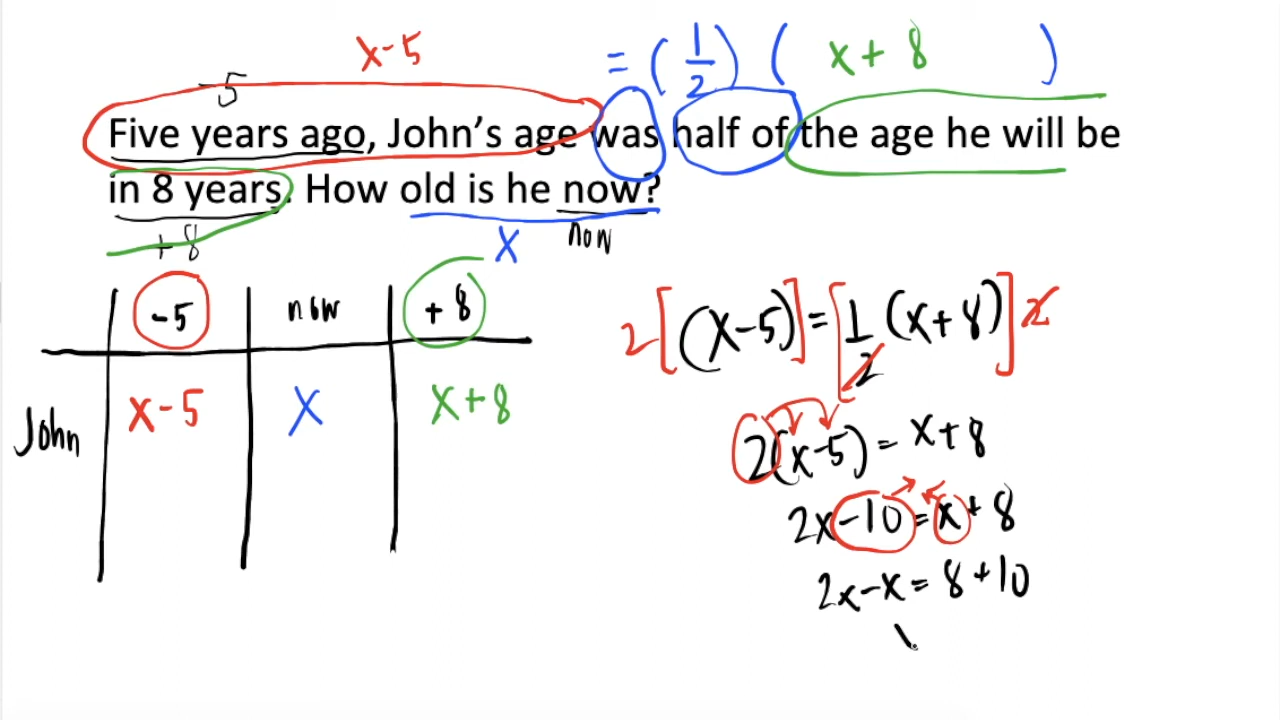 x-5 = (1/2) ( x+8 )
-5
Five years ago, John's age was half of the age he will be
in 8 years. How old is he now?
+8 x now
-5 now +8
John x-5 x x+8
2[(x-5)]=[1/2(x+8)]2
2(x-5)=x+8
2x-10=x+8
2x-x=8+10